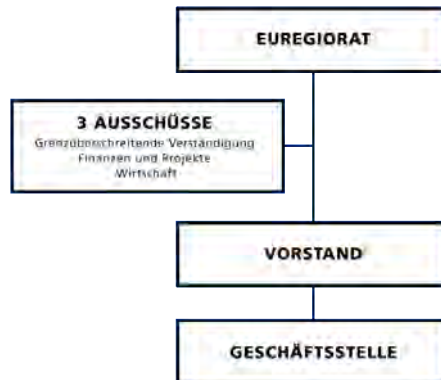 EUREGIORAT
3 AUSSCHÜSSE
Grenzüberschreitende Verständigung
Finanzen und Projekte
Wirtschaft
VORSTAND
GESCHÄFTSSTELLE